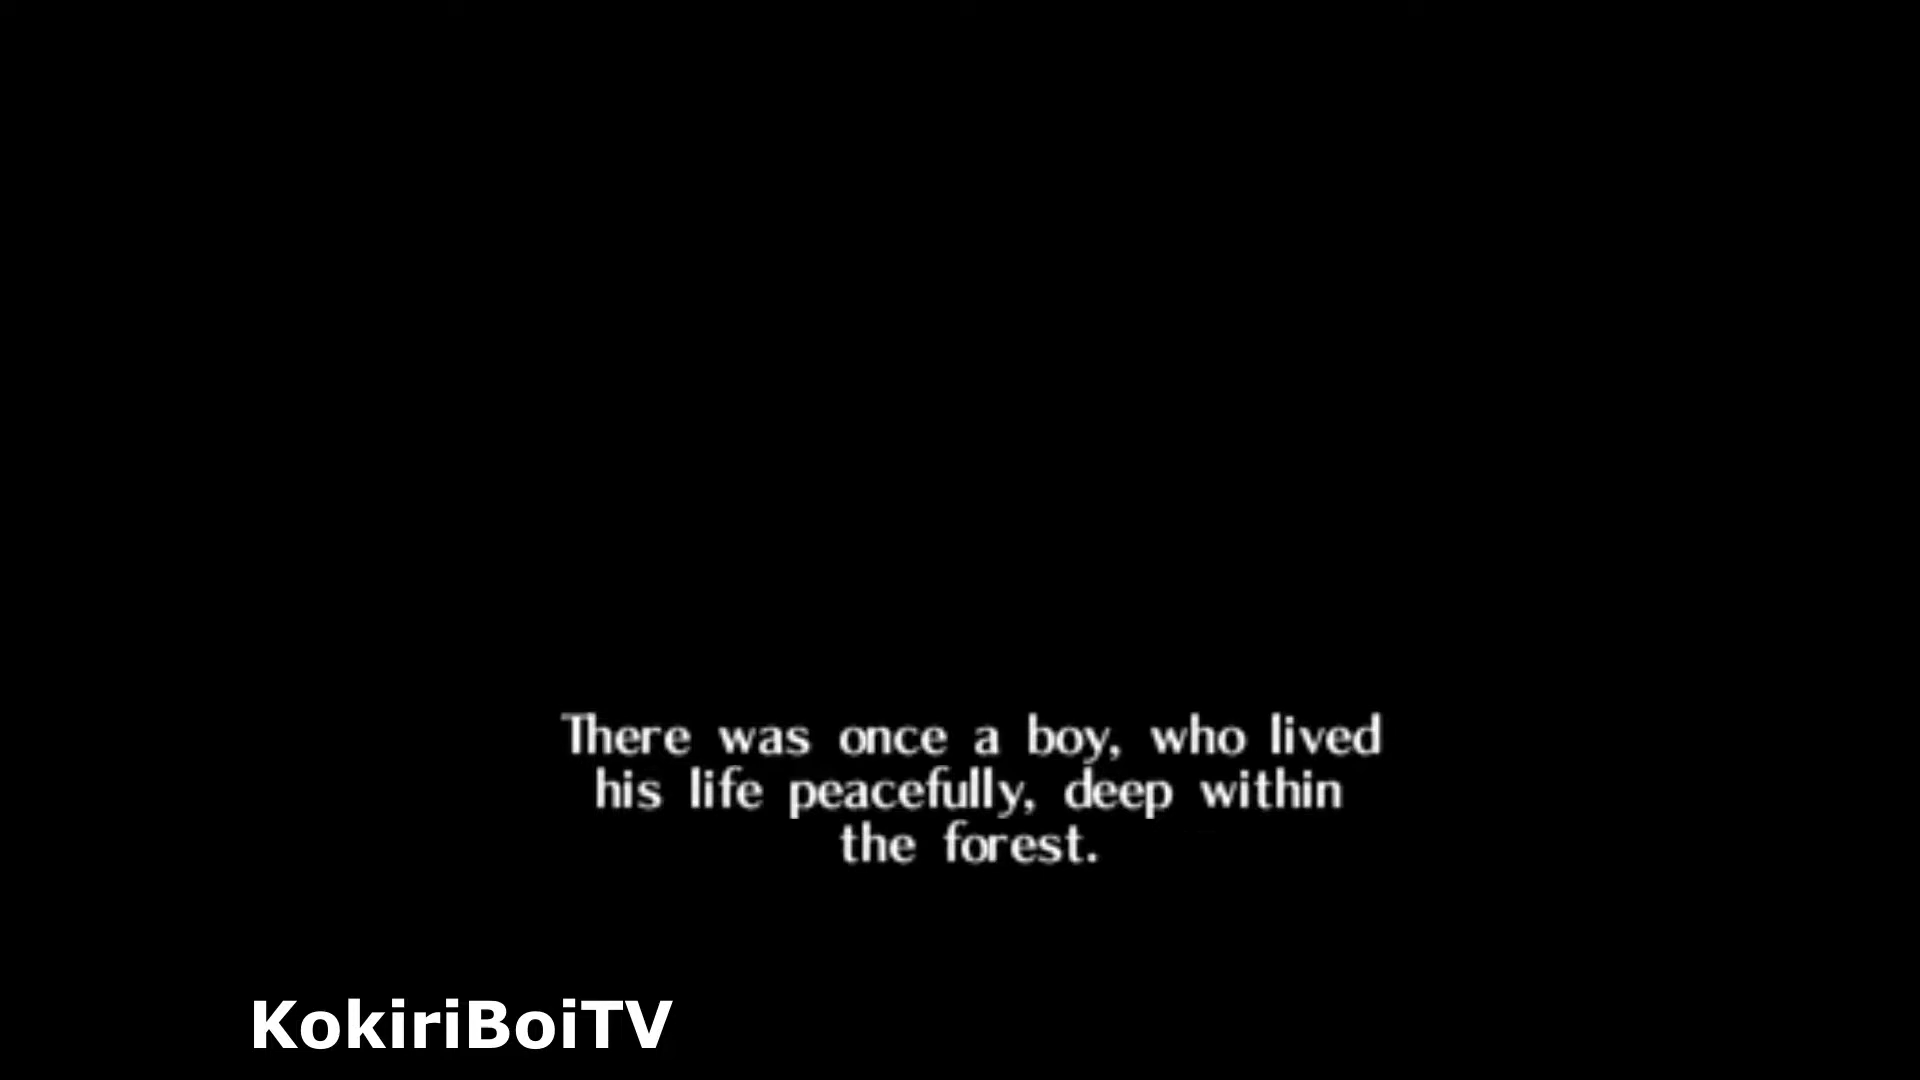 There was once a boy, who lived
his life peacefully, deep within
the forest.
KokiriBoiTV